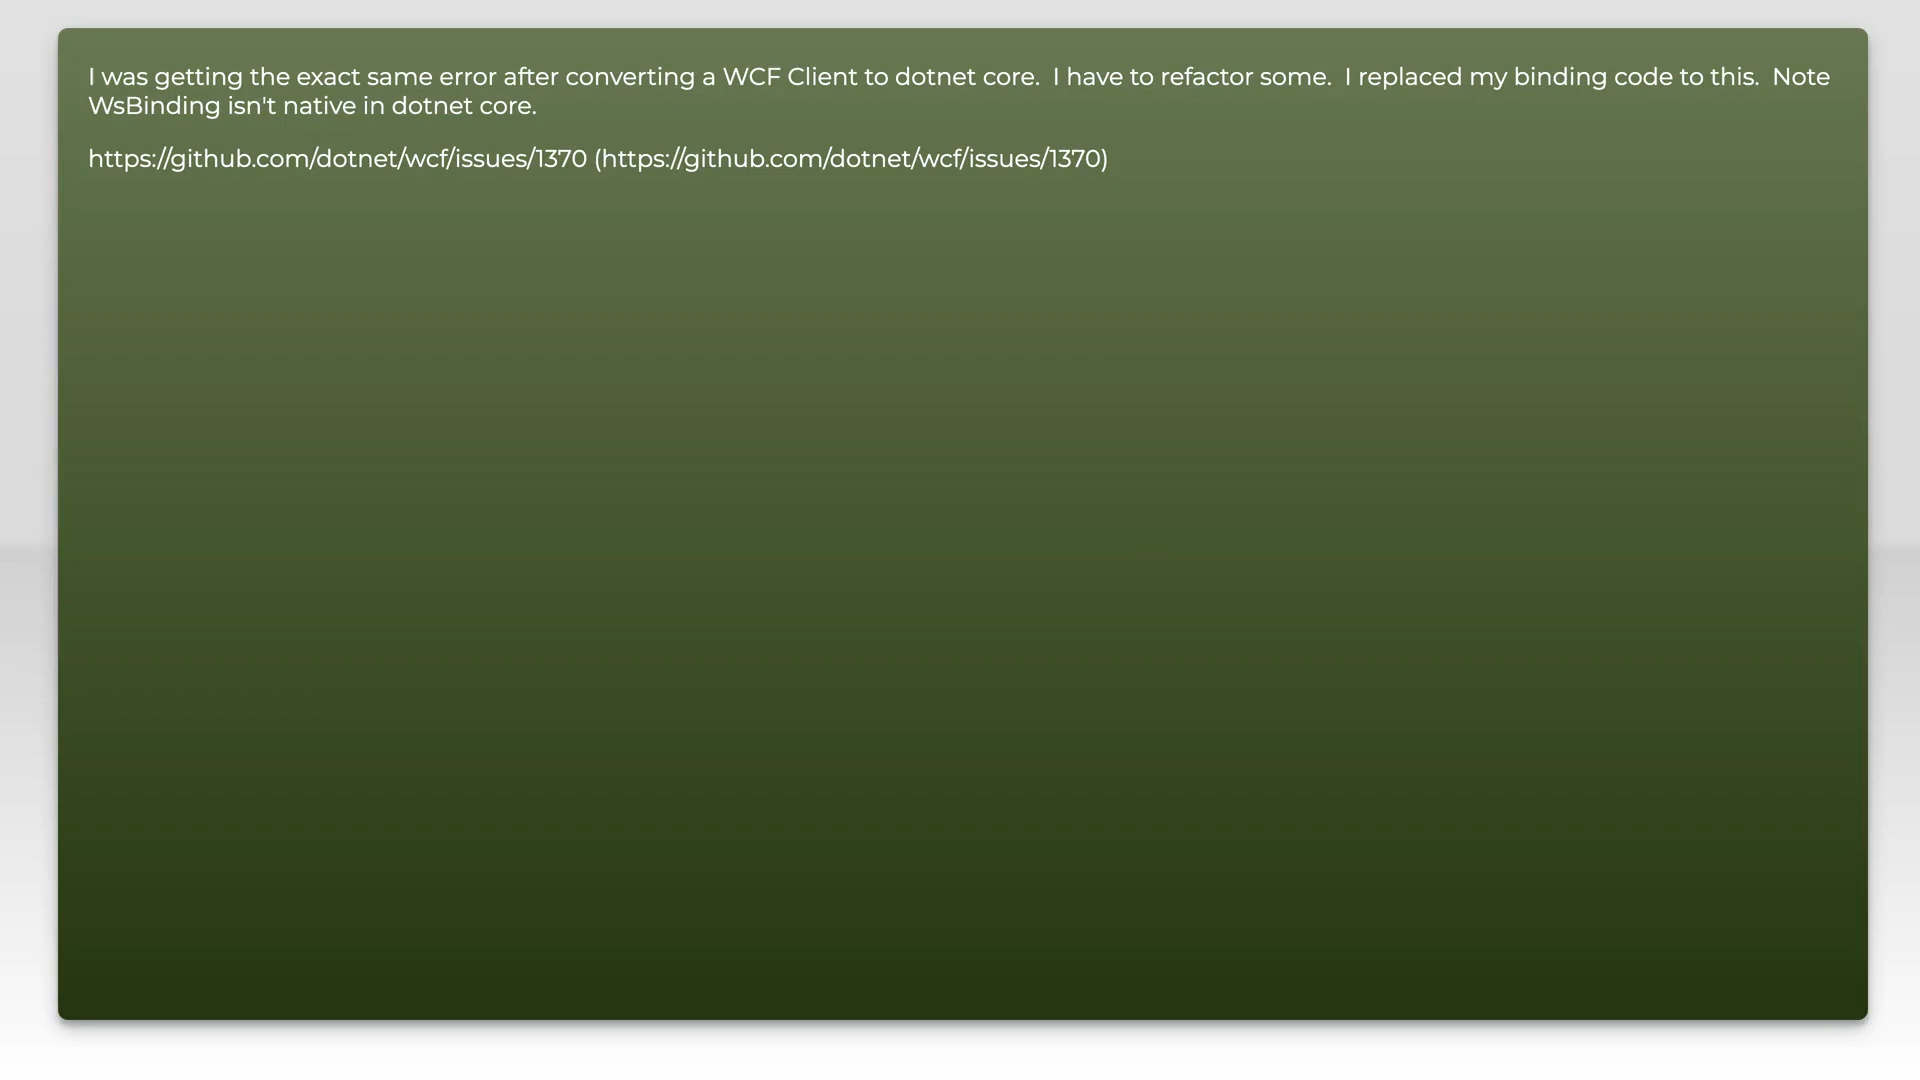 I was getting the exact same error after converting a WCF Client to dotnet core.  I have to refactor some.  I replaced my binding code to this.  Note
WsBinding isn't native in dotnet core.
https://github.com/dotnet/wcf/issues/1370 (https://github.com/dotnet/wcf/issues/1370)